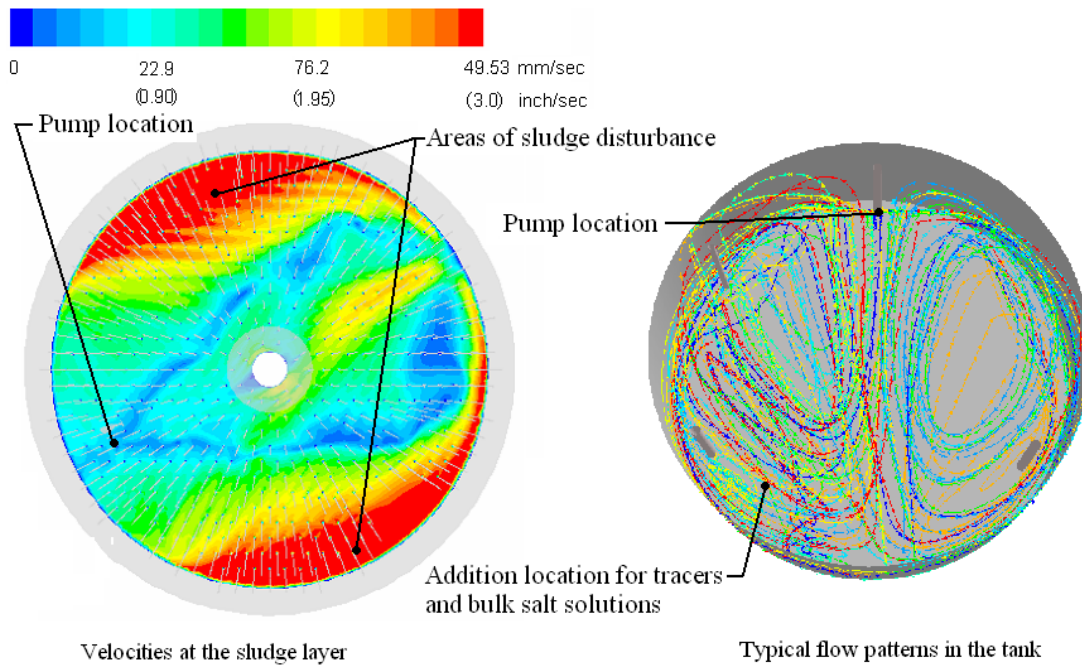 0 22.9 76.2 49.53 mm/sec
(0.90) (1.95) (3.0) inch/sec
Pump location
Areas of sludge disturbance
Pump location
Addition location for tracers
and bulk salt solutions
Velocities at the sludge layer
Typical flow patterns in the tank